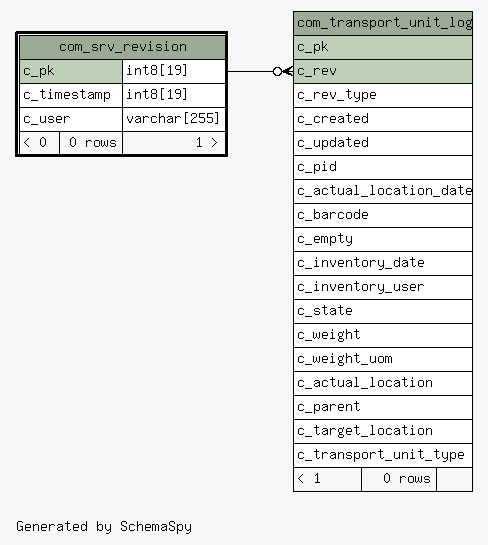 com_srv_revision
c_pk int8[19]
c_timestamp int8[19]
c_user varchar[255]
< 0 0 rows 1 >
com_transport_unit_log
c_pk
c_rev
c_rev_type
c_created
c_updated
c_pid
c_actual_location_date
c_barcode
c_empty
c_inventory_date
c_inventory_user
c_state
c_weight
c_weight_uom
c_actual_location
c_parent
c_target_location
c_transport_unit_type
< 1 0 rows
Generated by SchemaSpy